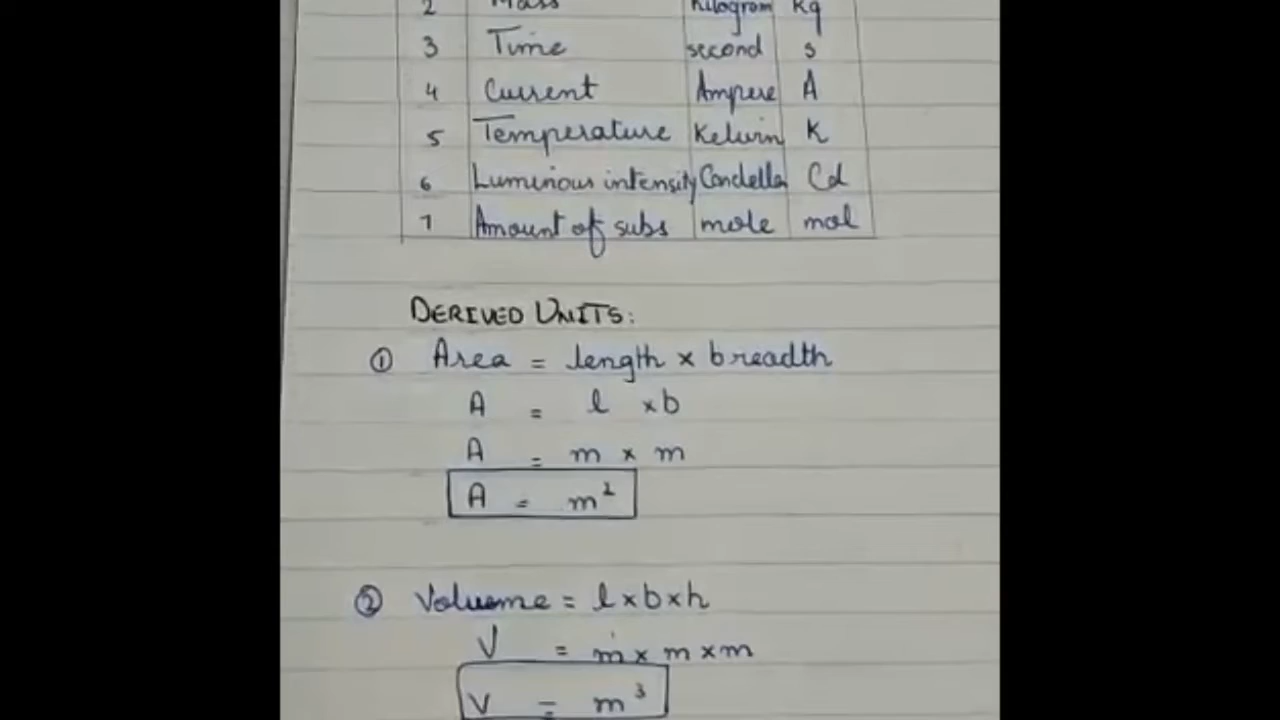 2 Mass Kilogram Kg
3 Time second s
4 Current Ampere A
5 Temperature Kelvin K
6 Luminous intensity Candella Cd
7 Amount of subs mole mol
DERIVED UNITS:
① Area = length × breadth
A = l × b
A = m × m
A = m²
② Volume = l×b×h
V = m × m × m
V = m³